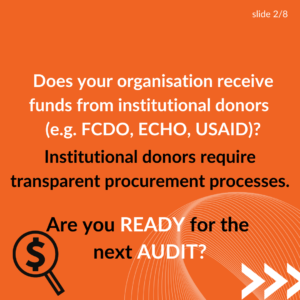 slide 2/8
Does your organisation receive
funds from institutional donors
(e.g. FCDO, ECHO, USAID)?
Institutional donors require
transparent procurement processes.
Are you READY for the
next AUDIT?
$